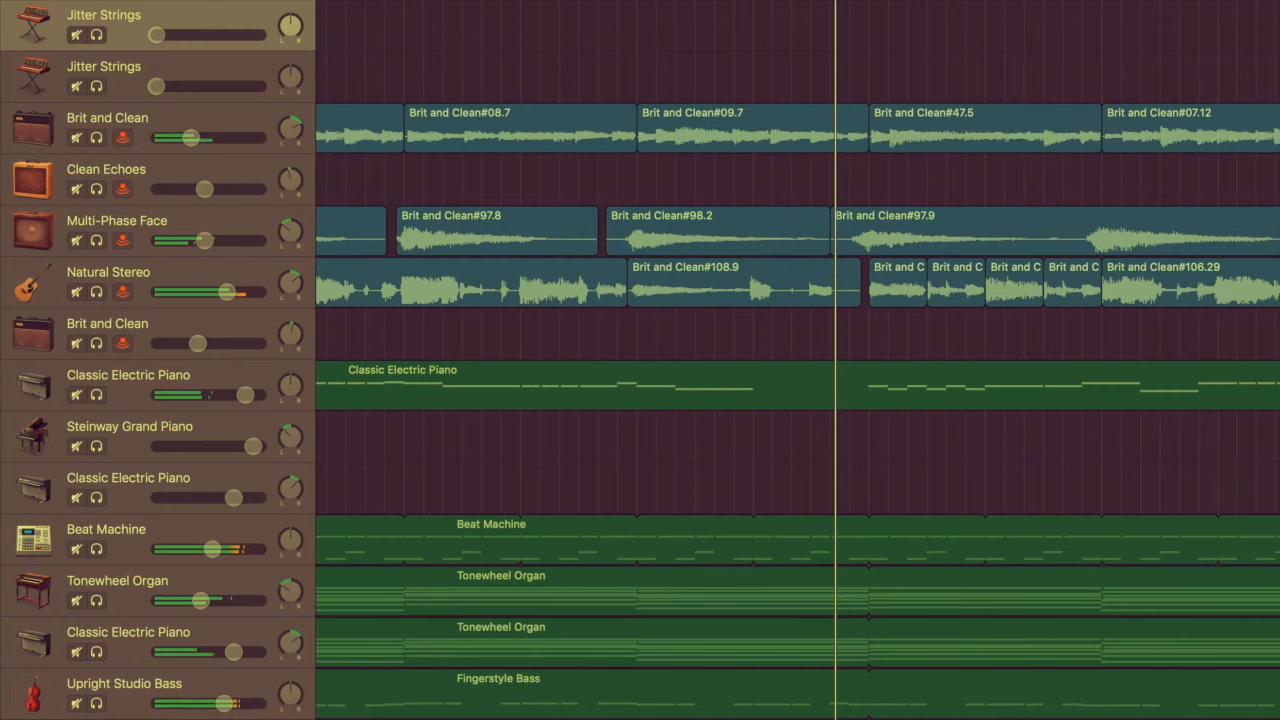 Jitter Strings
L R
Jitter Strings
L R
Brit and Clean
L R
Brit and Clean#08.7
Brit and Clean#09.7
Brit and Clean#47.5
Brit and Clean#07.12
Clean Echoes
L R
Multi-Phase Face
L R
Brit and Clean#97.8
Brit and Clean#98.2
Brit and Clean#97.9
Natural Stereo
L R
Brit and Clean#108.9
Brit and C
Brit and C
Brit and C
Brit and C
Brit and Clean#106.29
Brit and Clean
L R
Classic Electric Piano
L R
Classic Electric Piano
Steinway Grand Piano
L R
Classic Electric Piano
L R
Beat Machine
L R
Beat Machine
Tonewheel Organ
L R
Tonewheel Organ
Classic Electric Piano
L R
Tonewheel Organ
Upright Studio Bass
L R
Fingerstyle Bass